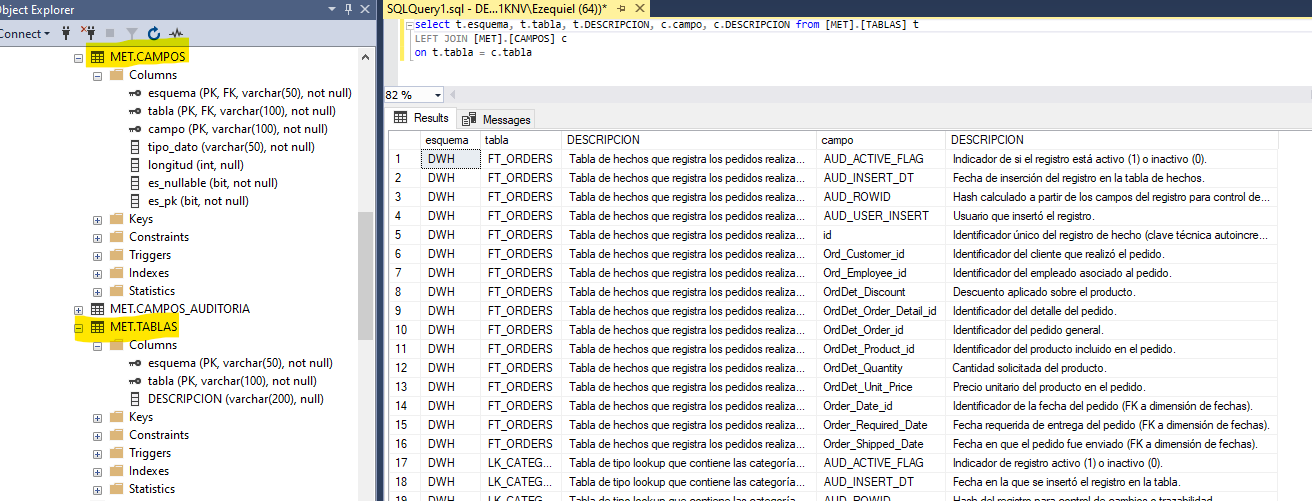 Object Explorer
Connect
MET.CAMPOS
Columns
esquema (PK, FK, varchar(50), not null)
tabla (PK, FK, varchar(100), not null)
campo (PK, varchar(100), not null)
tipo_dato (varchar(50), not null)
longitud (int, null)
es_nullable (bit, not null)
es_pk (bit, not null)
Keys
Constraints
Triggers
Indexes
Statistics
MET.CAMPOS_AUDITORIA
MET.TABLAS
Columns
esquema (PK, varchar(50), not null)
tabla (PK, varchar(100), not null)
DESCRIPCION (varchar(200), null)
Keys
Constraints
Triggers
Indexes
Statistics
SQLQuery1.sql - DE...1KNV\Ezequiel (64))*
select t.esquema, t.tabla, t.DESCRIPCION, c.campo, c.DESCRIPCION from [MET].[TABLAS] t
LEFT JOIN [MET].[CAMPOS] c
on t.tabla = c.tabla
82 %
Results Messages
esquema tabla DESCRIPCION campo DESCRIPCION
1 DWH FT_ORDERS Tabla de hechos que registra los pedidos realiza... AUD_ACTIVE_FLAG Indicador de si el registro está activo (1) o inactivo (0).
2 DWH FT_ORDERS Tabla de hechos que registra los pedidos realiza... AUD_INSERT_DT Fecha de inserción del registro en la tabla de hechos.
3 DWH FT_ORDERS Tabla de hechos que registra los pedidos realiza... AUD_ROWID Hash calculado a partir de los campos del registro para control de...
4 DWH FT_ORDERS Tabla de hechos que registra los pedidos realiza... AUD_USER_INSERT Usuario que insertó el registro.
5 DWH FT_ORDERS Tabla de hechos que registra los pedidos realiza... id Identificador único del registro de hecho (clave técnica autoincre...
6 DWH FT_ORDERS Tabla de hechos que registra los pedidos realiza... Ord_Customer_id Identificador del cliente que realizó el pedido.
7 DWH FT_ORDERS Tabla de hechos que registra los pedidos realiza... Ord_Employee_id Identificador del empleado asociado al pedido.
8 DWH FT_ORDERS Tabla de hechos que registra los pedidos realiza... OrdDet_Discount Descuento aplicado sobre el producto.
9 DWH FT_ORDERS Tabla de hechos que registra los pedidos realiza... OrdDet_Order_Detail_id Identificador del detalle del pedido.
10 DWH FT_ORDERS Tabla de hechos que registra los pedidos realiza... OrdDet_Order_id Identificador del pedido general.
11 DWH FT_ORDERS Tabla de hechos que registra los pedidos realiza... OrdDet_Product_id Identificador del producto incluido en el pedido.
12 DWH FT_ORDERS Tabla de hechos que registra los pedidos realiza... OrdDet_Quantity Cantidad solicitada del producto.
13 DWH FT_ORDERS Tabla de hechos que registra los pedidos realiza... OrdDet_Unit_Price Precio unitario del producto en el pedido.
14 DWH FT_ORDERS Tabla de hechos que registra los pedidos realiza... Order_Date_id Identificador de la fecha del pedido (FK a dimensión de fechas).
15 DWH FT_ORDERS Tabla de hechos que registra los pedidos realiza... Order_Required_Date Fecha requerida de entrega del pedido (FK a dimensión de fechas).
16 DWH FT_ORDERS Tabla de hechos que registra los pedidos realiza... Order_Shipped_Date Fecha en que el pedido fue enviado (FK a dimensión de fechas).
17 DWH LK_CATEG... Tabla de tipo lookup que contiene las categoría... AUD_ACTIVE_FLAG Indicador de registro activo (1) o inactivo (0).
18 DWH LK_CATEG... Tabla de tipo lookup que contiene las categoría... AUD_INSERT_DT Fecha en la que se insertó el registro en la tabla.
19 DWH LK_CATEG... Tabla de tipo lookup que contiene las categoría... AUD_ROWID Hash del registro para control de cambios o trazabilidad.